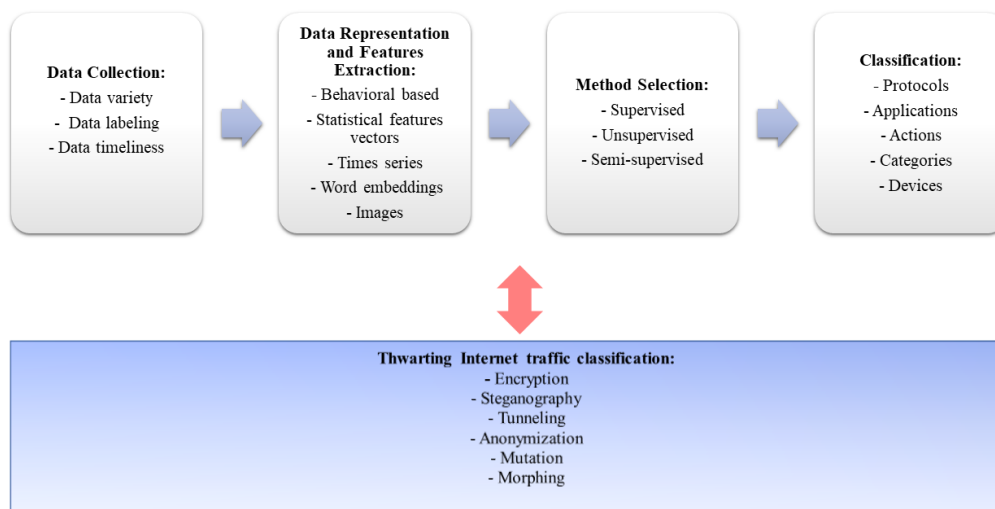 Data Collection:
- Data variety
- Data labeling
- Data timeliness
Data Representation
and Features
Extraction:
- Behavioral based
- Statistical features
vectors
- Times series
- Word embeddings
- Images
Method Selection:
- Supervised
- Unsupervised
- Semi-supervised
Classification:
- Protocols
- Applications
- Actions
- Categories
- Devices
Thwarting Internet traffic classification:
- Encryption
- Steganography
- Tunneling
- Anonymization
- Mutation
- Morphing